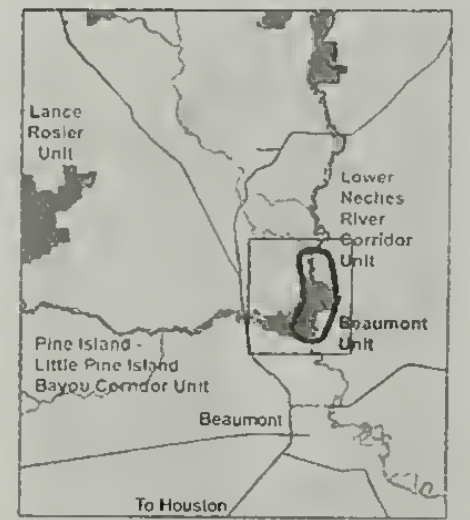 Lance
Rosier
Unit
Lower
Neches
River
Corridor
Unit
Beaumont
Unit
Pine Island -
Little Pine Island
Bayou Corridor Unit
Beaumont
To Houston